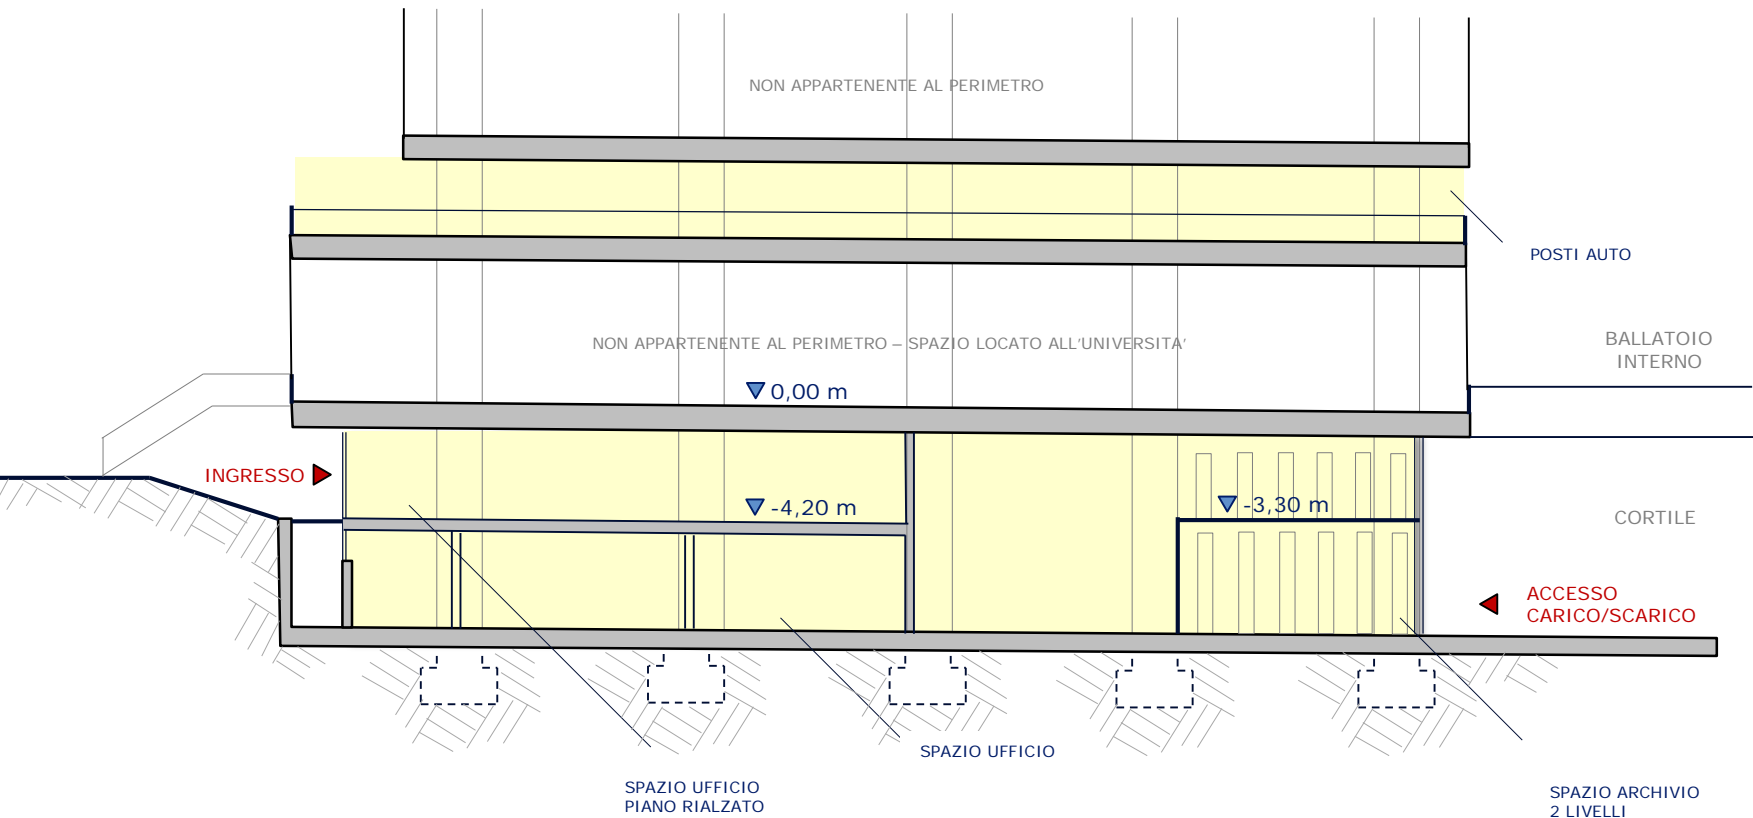 NON APPARTENENTE AL PERIMETRO
POSTI AUTO
NON APPARTENENTE AL PERIMETRO – SPAZIO LOCATO ALL'UNIVERSITA'
BALLATOIO
INTERNO
0,00 m
INGRESSO
-4,20 m
-3,30 m
CORTILE
ACCESSO
CARICO/SCARICO
SPAZIO UFFICIO
SPAZIO UFFICIO
PIANO RIALZATO
SPAZIO ARCHIVIO
2 LIVELLI